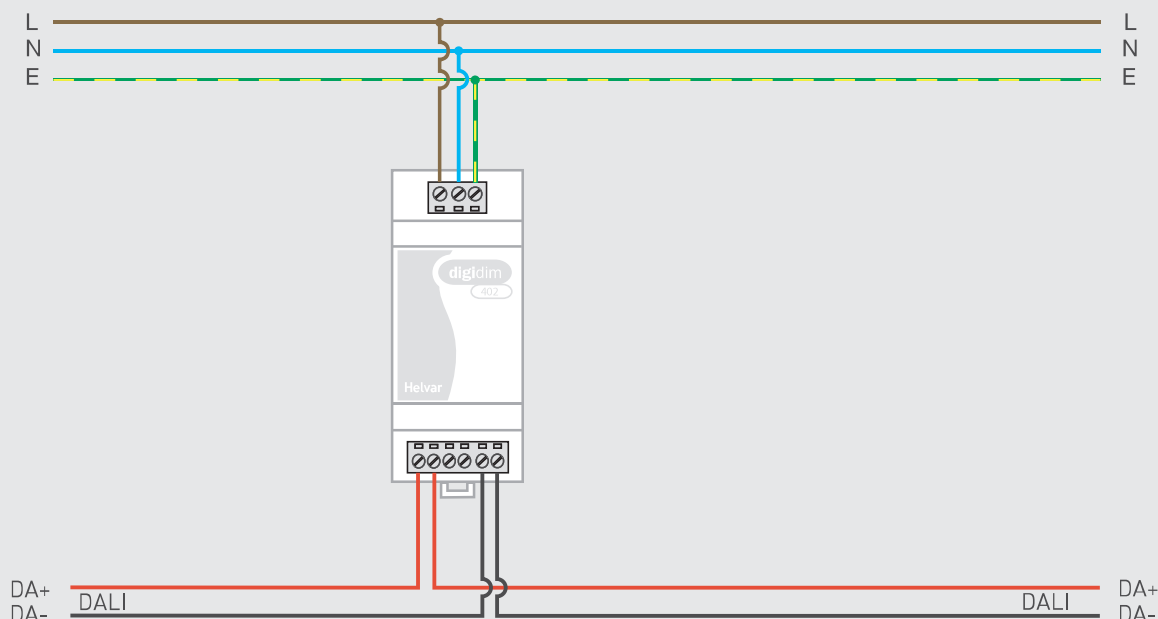 L L
N N
E E
digidim
402
Helvar
DA+ DA+
DALI DALI
DA- DA-